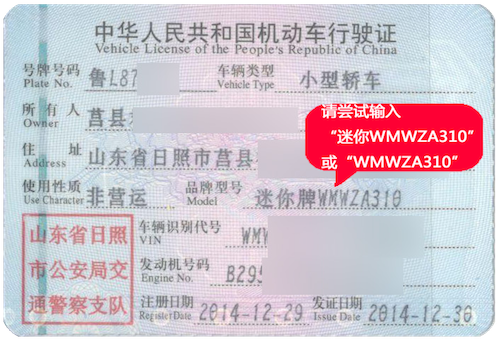 中华人民共和国机动车行驶证
Vehicle License of the People's Republic of China
号牌号码 鲁L87 车辆类型 小型轿车
Plate No. Vehicle Type
所有人 莒县
Owner
住址 山东省日照市莒县
Address
请尝试输入
“迷你WMWZA310”
或“WMWZA310”
使用性质 非营运 品牌型号 迷你牌WMWZA310
Use Character Model
山东省日照
市公安局交
通警察支队
车辆识别代号 WMW
VIN
发动机号码 B295
Engine No.
注册日期 2014-12-29 发证日期 2014-12-30
Register Date Issue Date